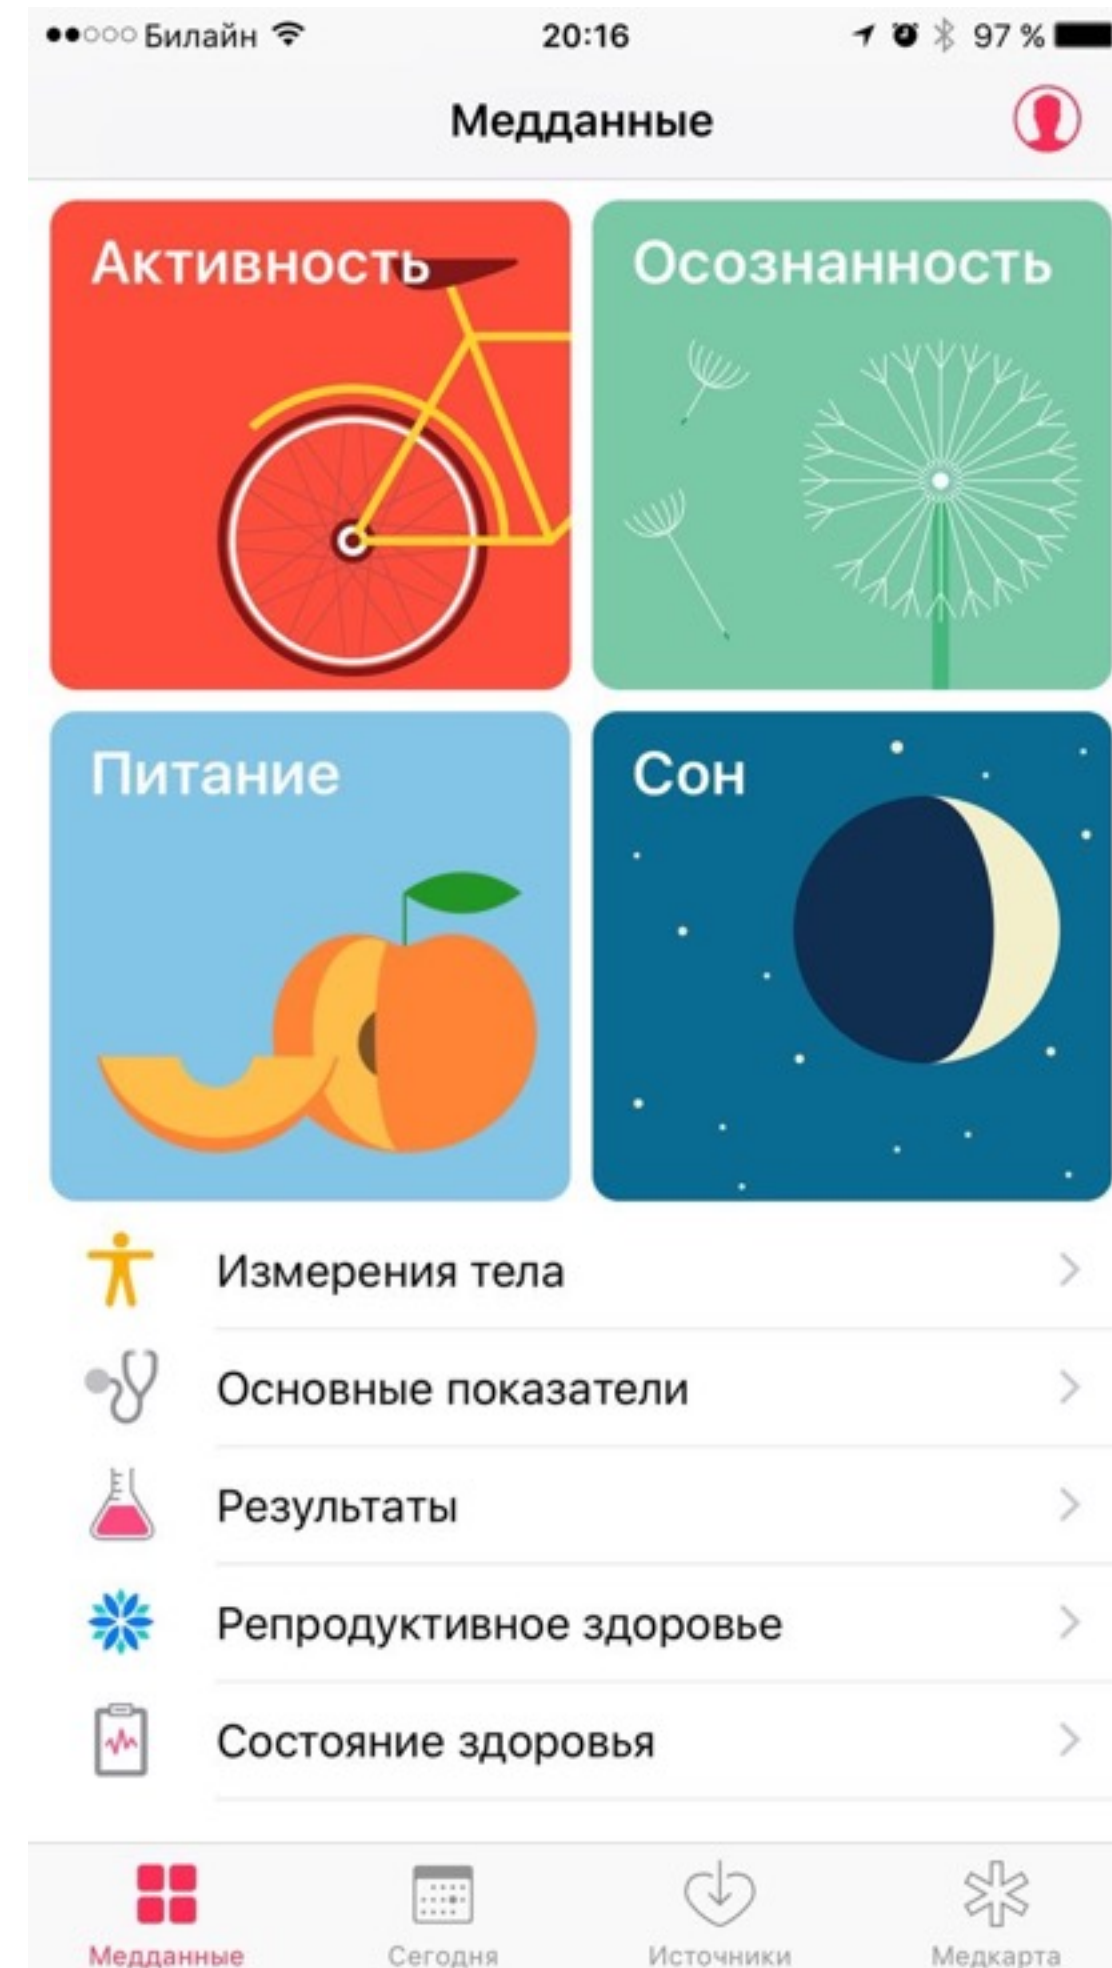 Билайн 20:16 97 %
Медданные
Активность
Осознанность
Питание
Сон
Измерения тела
Основные показатели
Результаты
Репродуктивное здоровье
Состояние здоровья
Медданные Сегодня Источники Медкарта